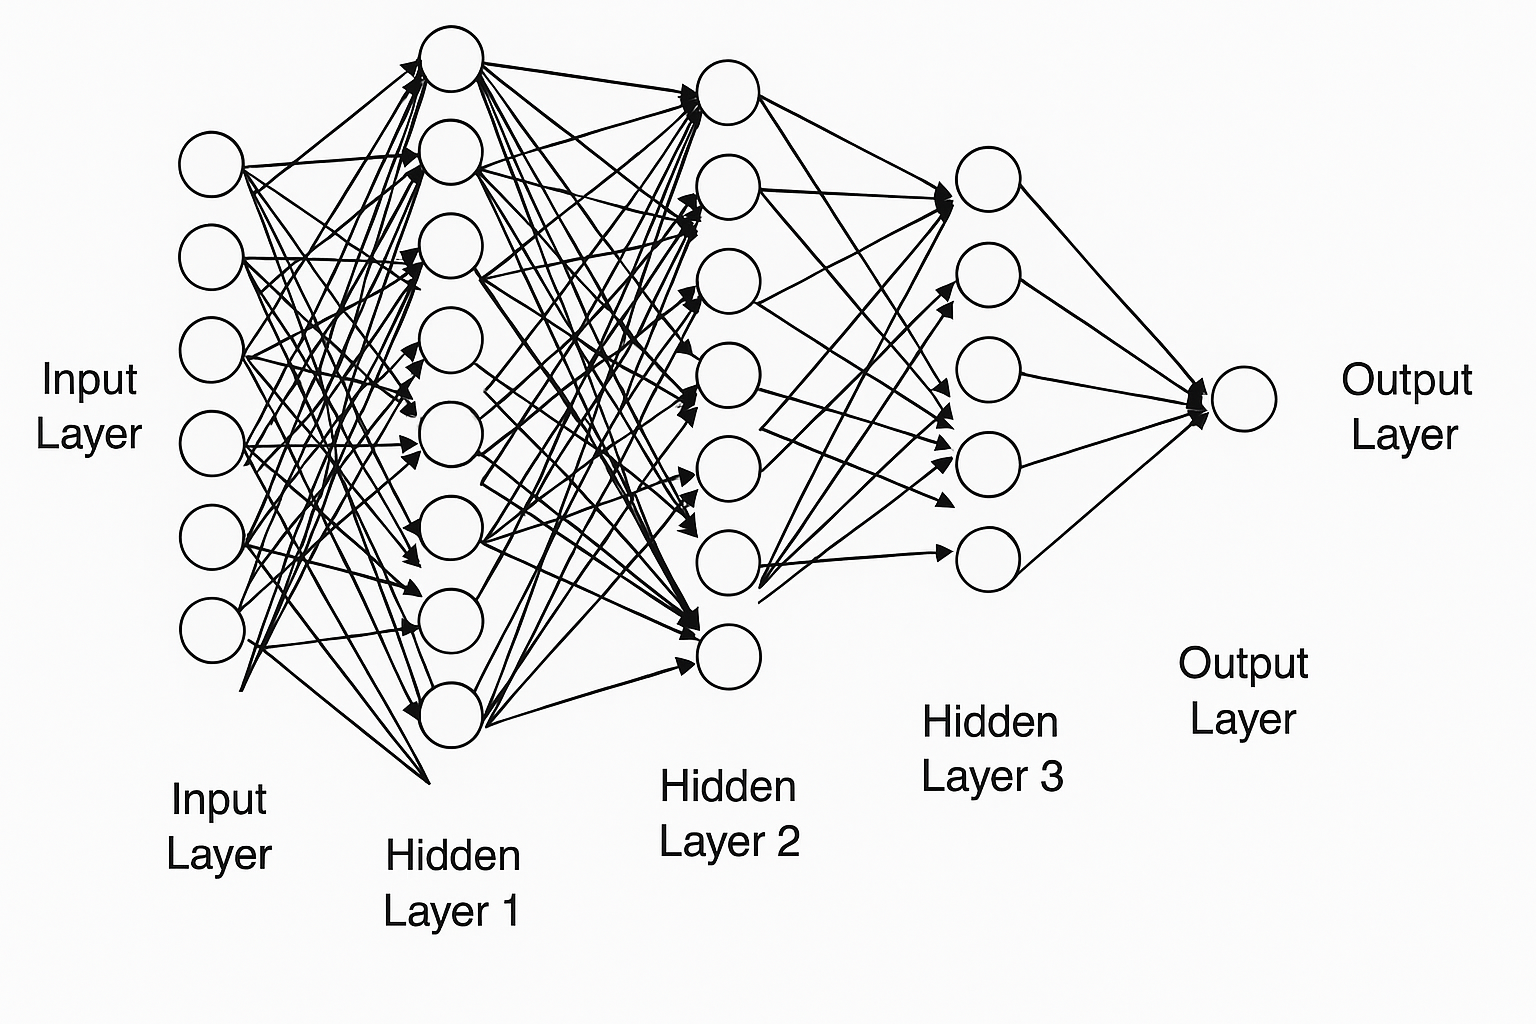 Input
Layer
Output
Layer
Input
Layer
Hidden
Layer 1
Hidden
Layer 2
Hidden
Layer 3
Output
Layer